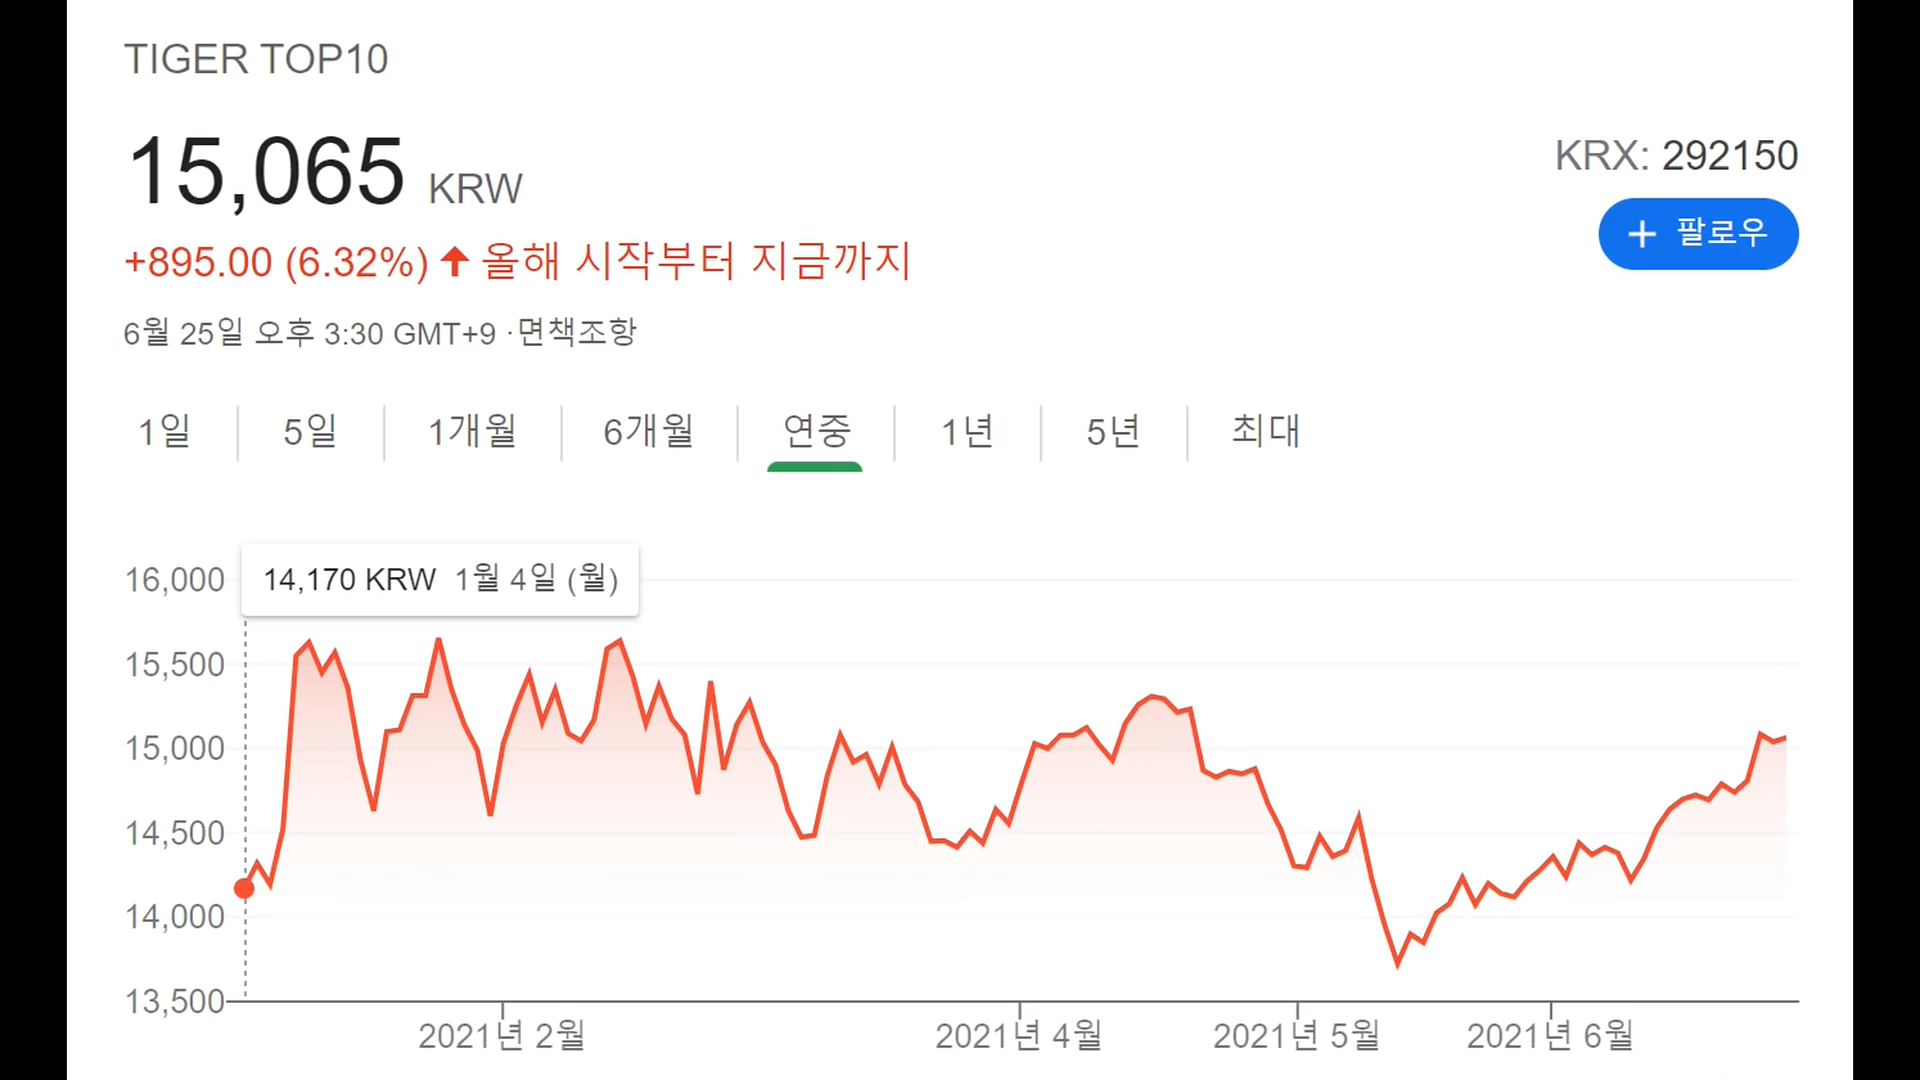 TIGER TOP10
15,065 KRW
KRX: 292150
+ 팔로우
+895.00 (6.32%) ↑ 올해 시작부터 지금까지
6월 25일 오후 3:30 GMT+9 ·면책조항
1일 5일 1개월 6개월 연중 1년 5년 최대
14,170 KRW 1월 4일 (월)
16,000
15,500
15,000
14,500
14,000
13,500
2021년 2월 2021년 4월 2021년 5월 2021년 6월